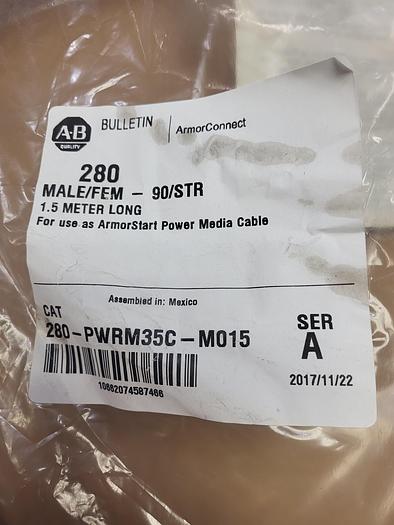 A-B
QUALITY
BULLETIN ArmorConnect
280
MALE/FEM - 90/STR
1.5 METER LONG
For use as ArmorStart Power Media Cable
Assembled in: Mexico
CAT
280-PWRM35C-M015
SER
A
10662074587466
2017/11/22